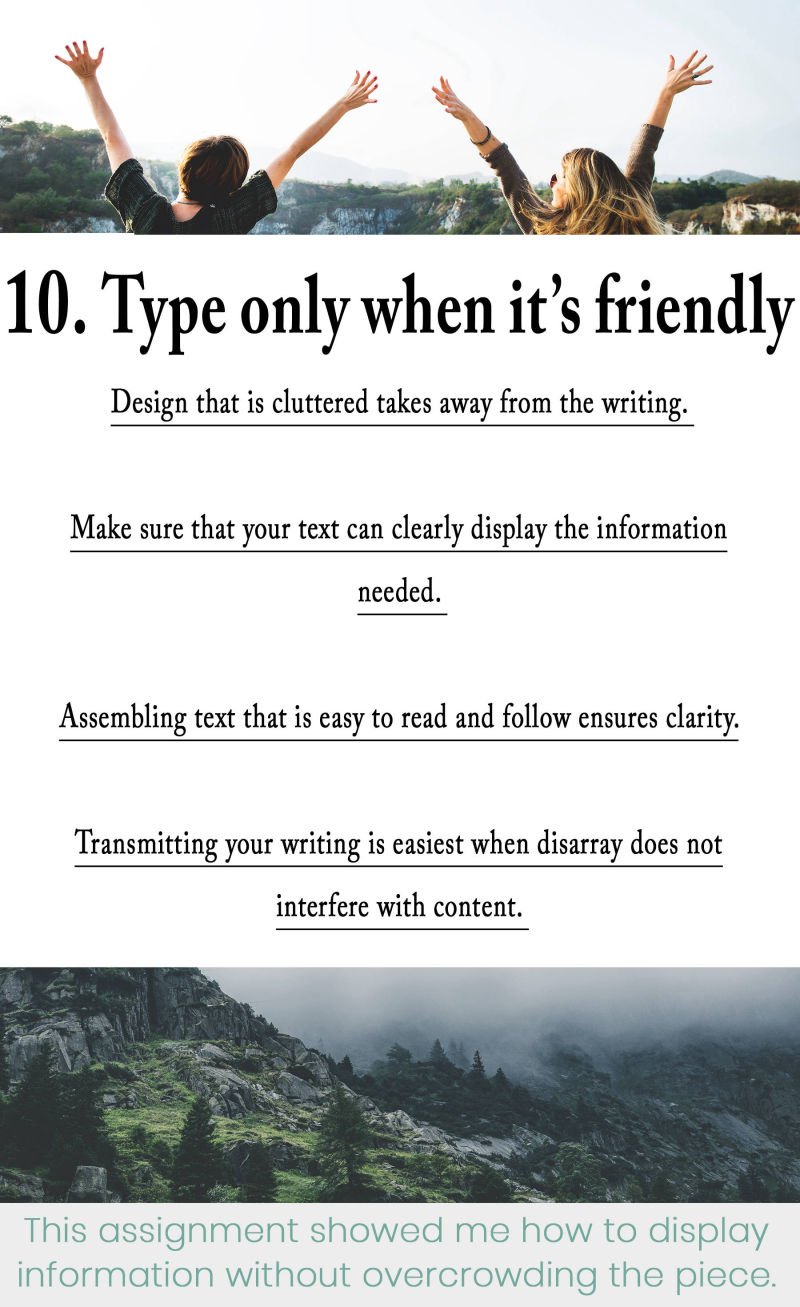 10. Type only when it’s friendly
Design that is cluttered takes away from the writing.
Make sure that your text can clearly display the information
needed.
Assembling text that is easy to read and follow ensures clarity.
Transmitting your writing is easiest when disarray does not
interfere with content.
This assignment showed me how to display
information without overcrowding the piece.